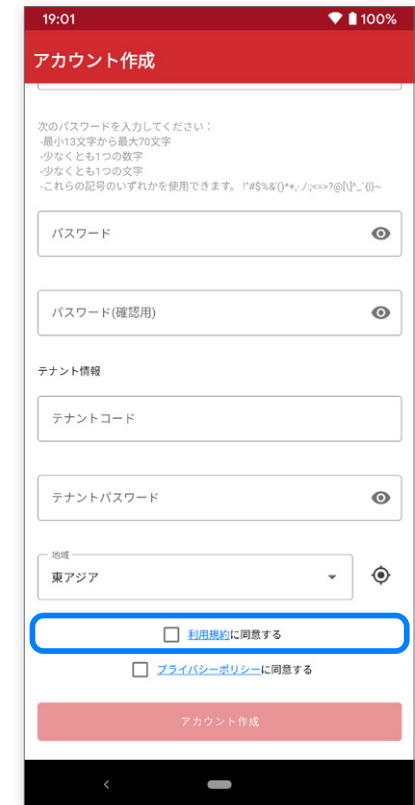 19:01 100%
アカウント作成
次のパスワードを入力してください：
-最小13文字から最大70文字
-少なくとも1つの数字
-少なくとも1つの文字
-これらの記号のいずれかを使用できます。 !"#$%&'()*+,-./:;<=>?@[\]^_`{|}~
パスワード
パスワード(確認用)
テナント情報
テナントコード
テナントパスワード
地域
東アジア
利用規約に同意する
プライバシーポリシーに同意する
アカウント作成